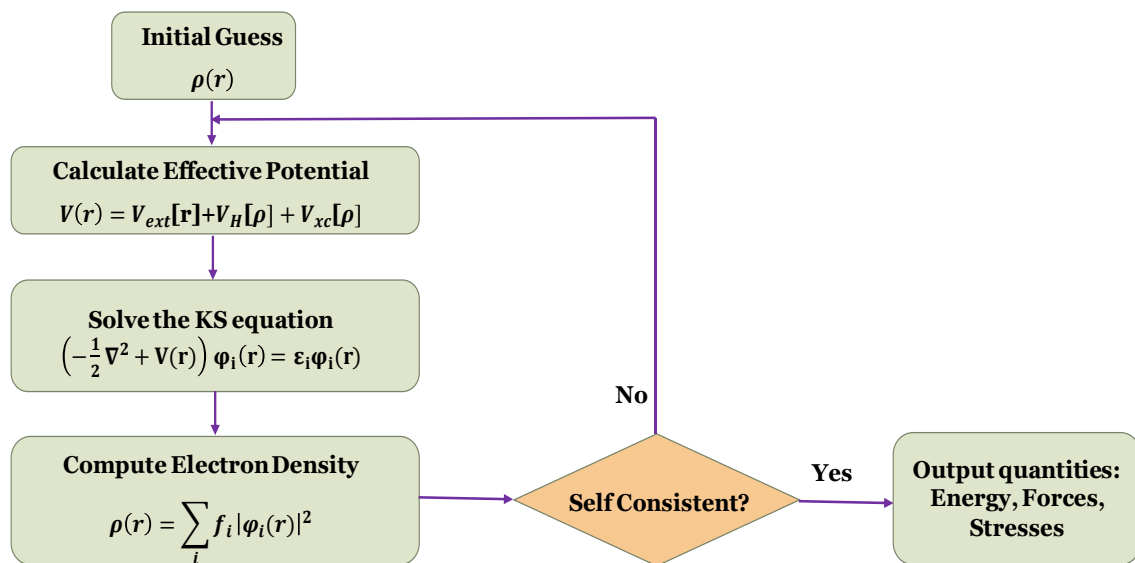 Initial Guess
ρ(r)
Calculate Effective Potential
V(r) = V_ext[r]+V_H[ρ] + V_xc[ρ]
Solve the KS equation
(−1/2 ∇² + V(r)) φ_i(r) = ε_iφ_i(r)
Compute Electron Density
ρ(r) = ∑_i f_i|φ_i(r)|²
No
Self Consistent?
Yes
Output quantities:
Energy, Forces,
Stresses